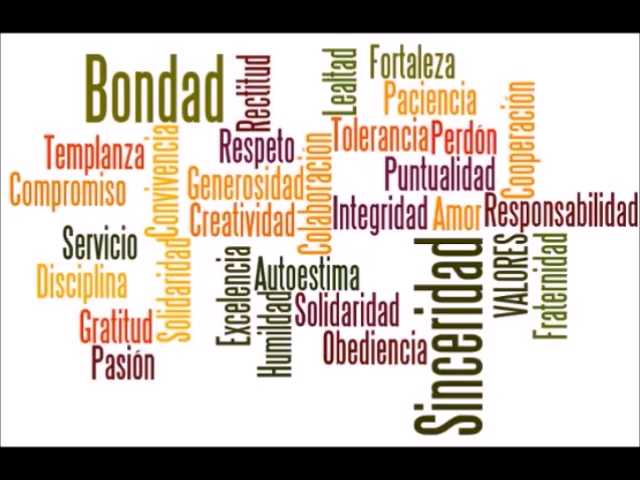 Bondad
Rectitud
Lealtad
Fortaleza
Paciencia
Cooperación
Templanza
Convivencia
Respeto
Colaboración
Tolerancia
Perdón
Compromiso
Generosidad
Puntualidad
Creatividad
Integridad
Amor
Responsabilidad
Servicio
Solidaridad
Excelencia
Autoestima
Sinceridad
VALORES
Fraternidad
Disciplina
Humildad
Solidaridad
Gratitud
Obediencia
Pasión